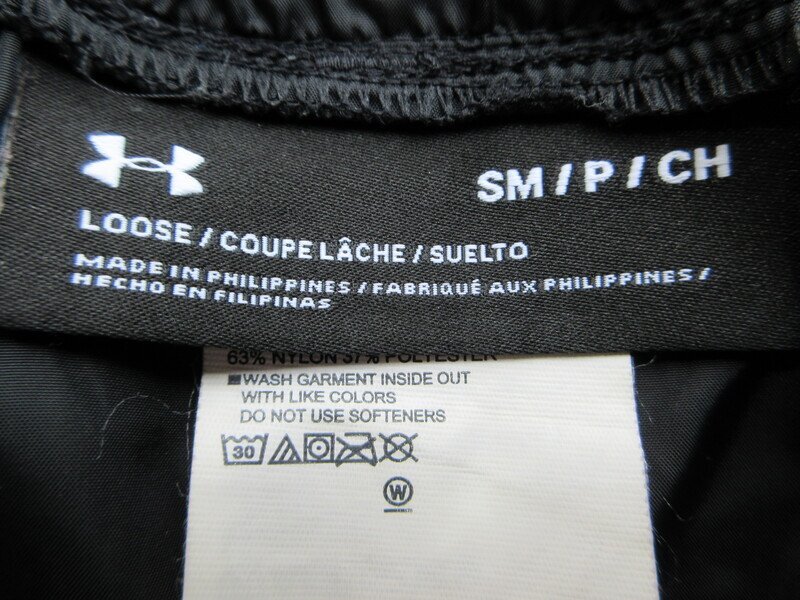 SM / P / CH
LOOSE / COUPE LÂCHE / SUELTO
MADE IN PHILIPPINES / FABRIQUÉ AUX PHILIPPINES /
HECHO EN FILIPINAS
63% NYLON 37% POLYESTER
WASH GARMENT INSIDE OUT
WITH LIKE COLORS
DO NOT USE SOFTENERS
30
W